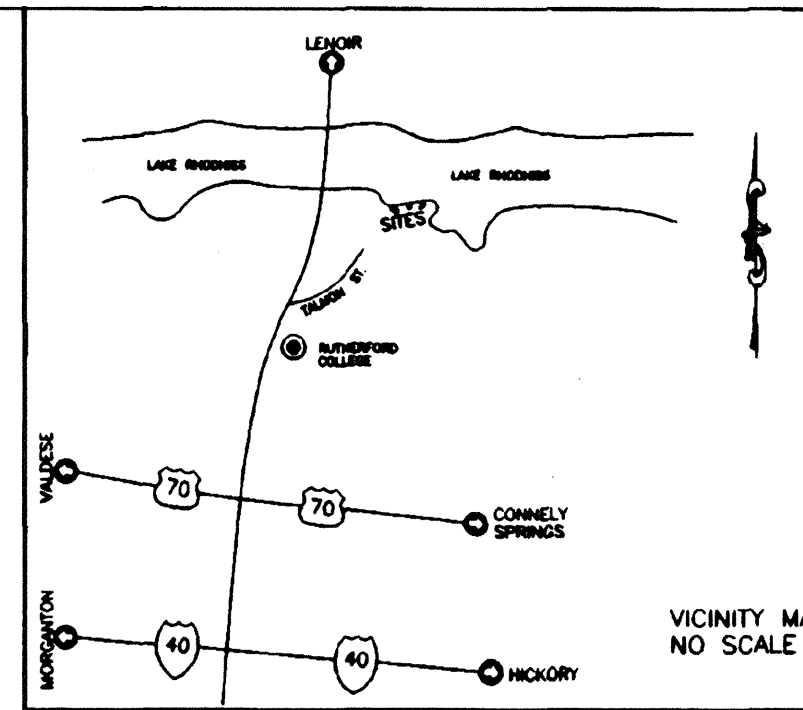 LENOIR
LAKE RHODHISS
LAKE RHODHISS
SITES
TALMON ST.
RUTHERFORD
COLLEGE
VALDESE
70
70
CONNELY
SPRINGS
MORGANTON
40
40
HICKORY
VICINITY MA
NO SCALE